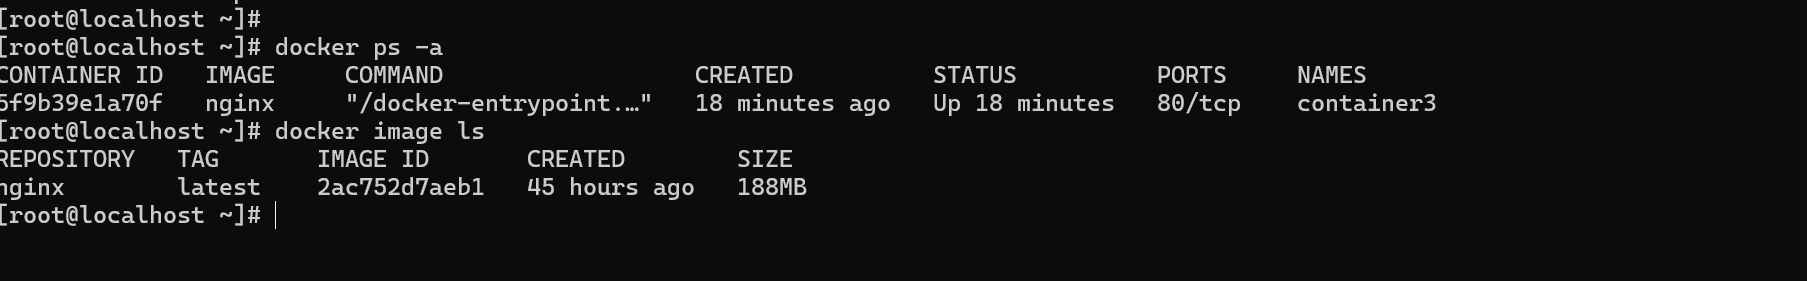 [root@localhost ~]#
[root@localhost ~]# docker ps -a
CONTAINER ID   IMAGE     COMMAND                  CREATED          STATUS          PORTS     NAMES
5f9b39e1a70f   nginx     "/docker-entrypoint.…"   18 minutes ago   Up 18 minutes   80/tcp    container3
[root@localhost ~]# docker image ls
REPOSITORY   TAG       IMAGE ID       CREATED        SIZE
nginx        latest    2ac752d7aeb1   45 hours ago   188MB
[root@localhost ~]#